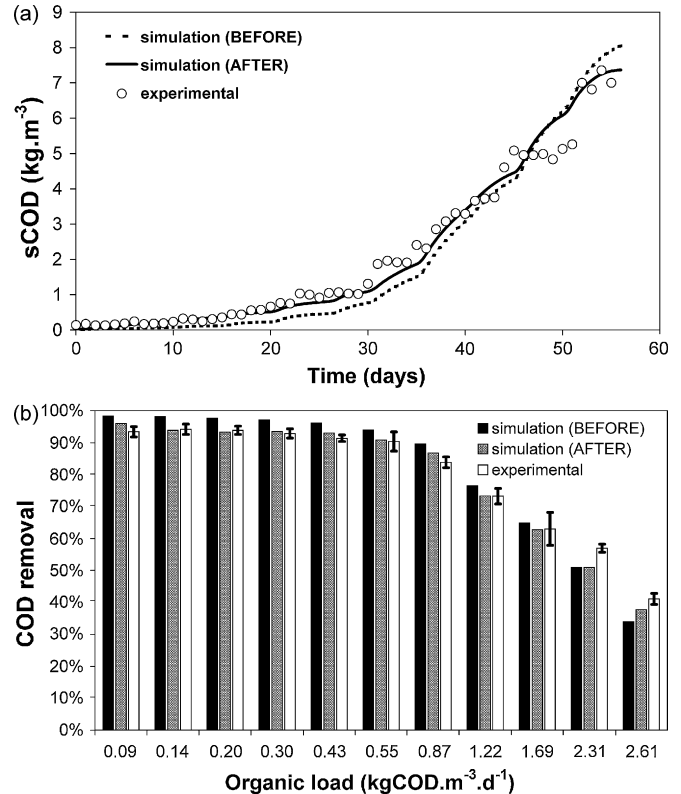 (a)
9
8
7
6
5
4
3
2
1
0
sCOD (kg.m⁻³)
simulation (BEFORE)
simulation (AFTER)
experimental
0 10 20 30 40 50 60
Time (days)
(b)
100%
90%
80%
70%
60%
50%
40%
30%
20%
10%
0%
COD removal
simulation (BEFORE)
simulation (AFTER)
experimental
0.09 0.14 0.20 0.30 0.43 0.55 0.87 1.22 1.69 2.31 2.61
Organic load (kgCOD.m⁻³.d⁻¹)